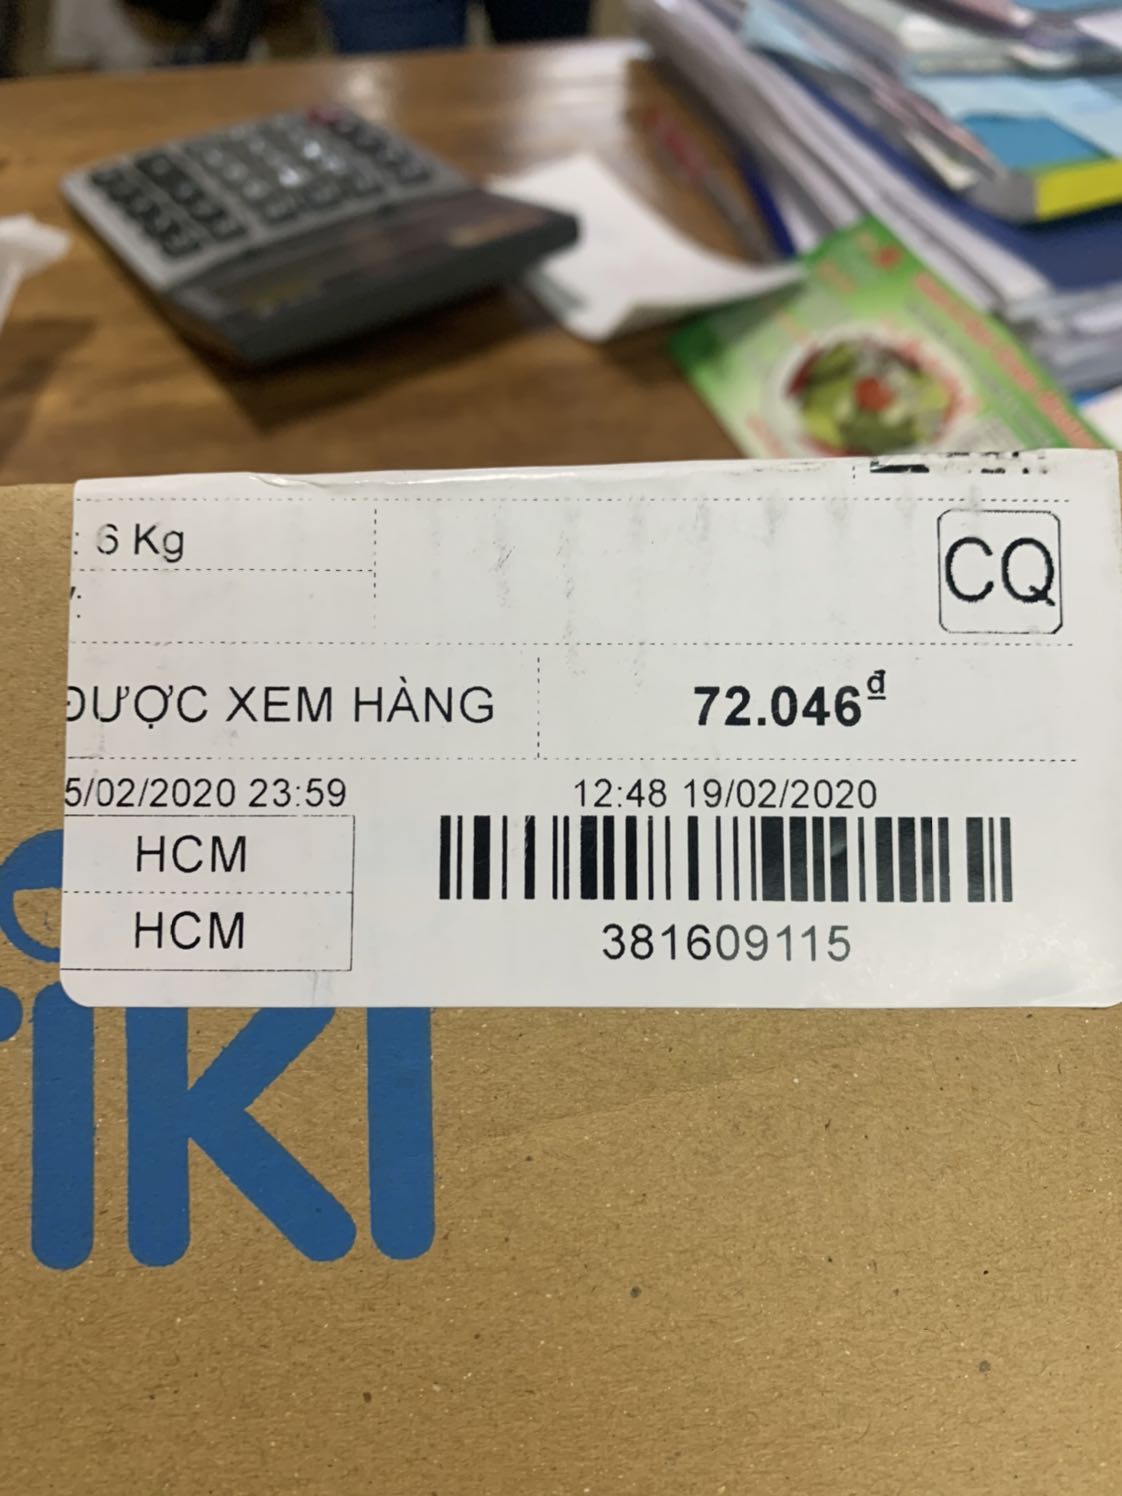 : 6 Kg
CQ
ĐƯỢC XEM HÀNG
72.046đ
5/02/2020 23:59
12:48 19/02/2020
HCM
HCM
381609115
iki